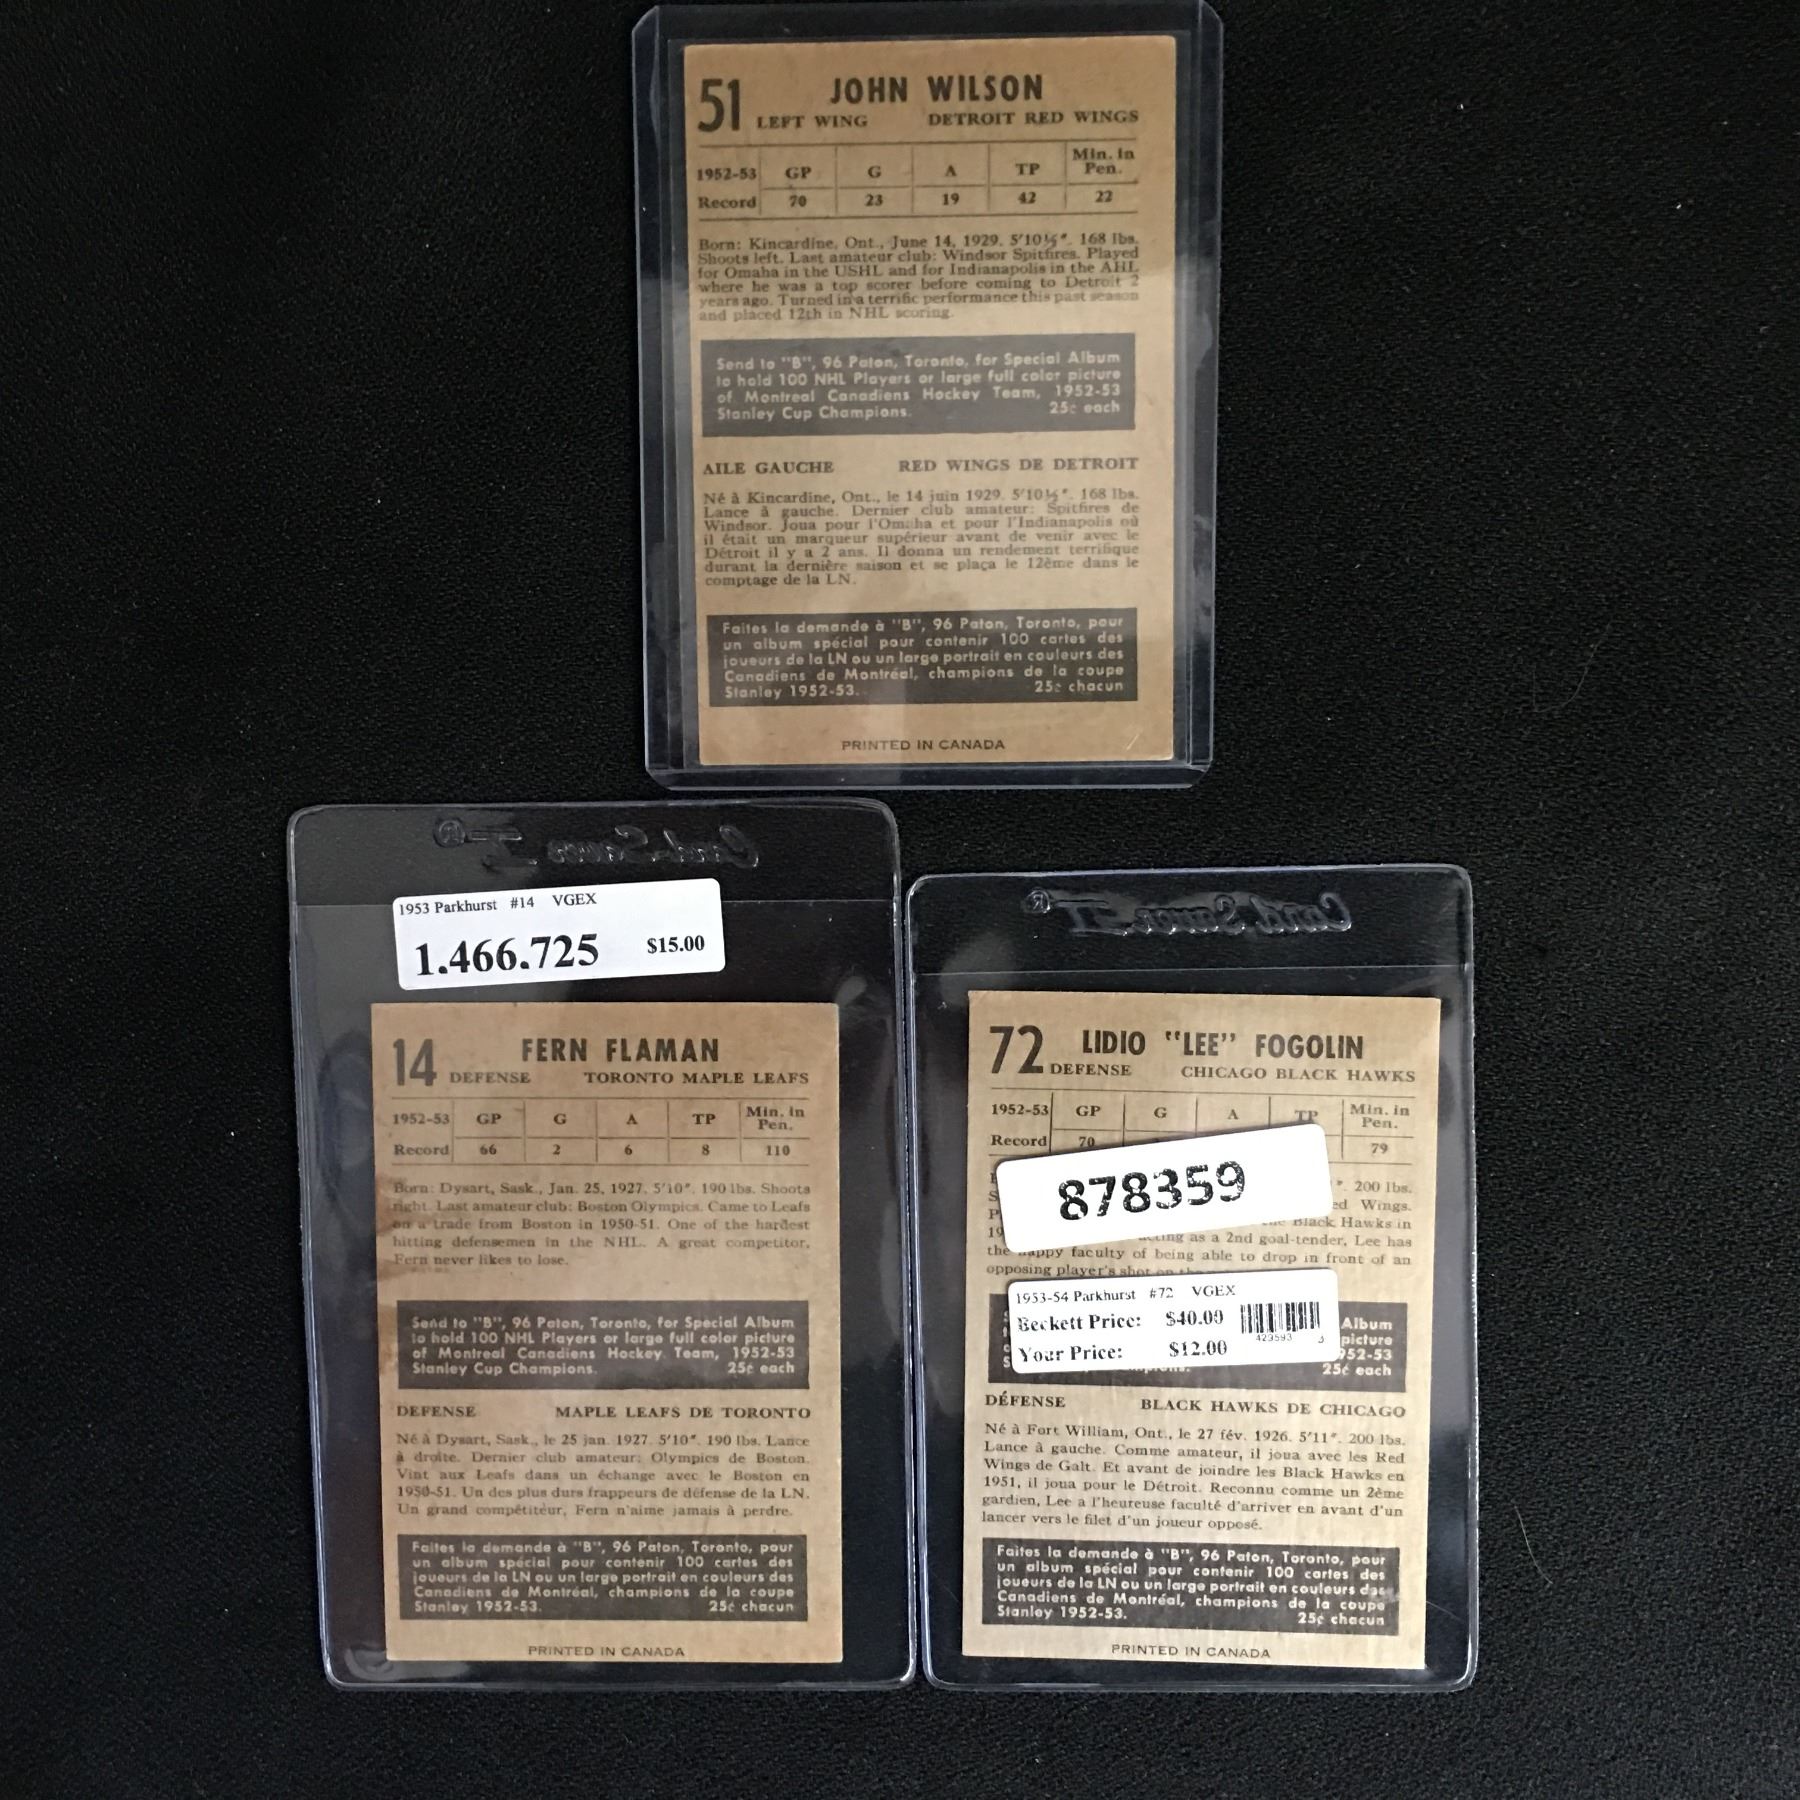 51 JOHN WILSON
LEFT WING DETROIT RED WINGS
1952-53 GP G A TP Min. in Pen.
Record 70 23 19 42 22
Born: Kincardine, Ont., June 14, 1929. 5'10½". 168 lbs.
Shoots left. Last amateur club: Windsor Spitfires. Played
for Omaha in the USHL and for Indianapolis in the AHL
where he was a top scorer before coming to Detroit 2
years ago. Turned in a terrific performance this past season
and placed 12th in NHL scoring.
Send to "B", 96 Paton, Toronto, for Special Album
to hold 100 NHL Players or large full color picture
of Montreal Canadiens Hockey Team, 1952-53
Stanley Cup Champions. 25¢ each
AILE GAUCHE RED WINGS DE DETROIT
Né à Kincardine, Ont., le 14 juin 1929. 5'10½". 168 lbs.
Lance à gauche. Dernier club amateur: Spitfires de
Windsor. Joua pour l'Omaha et pour l'Indianapolis où
il était un marqueur supérieur avant de venir avec le
Détroit il y a 2 ans. Il donna un rendement terrifique
durant la dernière saison et se plaça le 12ème dans le
comptage de la LN.
Faites la demande à "B", 96 Paton, Toronto, pour
un album spécial pour contenir 100 cartes des
joueurs de la LN ou un large portrait en couleurs des
Canadiens de Montréal, champions de la coupe
Stanley 1952-53. 25¢ chacun
PRINTED IN CANADA
Card Saver II ®
1953 Parkhurst #14 VGEX
1.466.725 $15.00
14 FERN FLAMAN
DEFENSE TORONTO MAPLE LEAFS
1952-53 GP G A TP Min. in Pen.
Record 66 2 6 8 110
Born: Dysart, Sask., Jan. 25, 1927. 5'10". 190 lbs. Shoots
right. Last amateur club: Boston Olympics. Came to Leafs
on a trade from Boston in 1950-51. One of the hardest
hitting defensemen in the NHL. A great competitor,
Fern never likes to lose.
Send to "B", 96 Paton, Toronto, for Special Album
to hold 100 NHL Players or large full color picture
of Montreal Canadiens Hockey Team, 1952-53
Stanley Cup Champions. 25¢ each
DEFENSE MAPLE LEAFS DE TORONTO
Né à Dysart, Sask., le 25 jan. 1927. 5'10". 190 lbs. Lance
à droite. Dernier club amateur: Olympics de Boston.
Vint aux Leafs dans un échange avec le Boston en
1950-51. Un des plus durs frappeurs de défense de la LN.
Un grand compétiteur, Fern n'aime jamais à perdre.
Faites la demande à "B", 96 Paton, Toronto, pour
un album spécial pour contenir 100 cartes des
joueurs de la LN ou un large portrait en couleurs des
Canadiens de Montréal, champions de la coupe
Stanley 1952-53. 25¢ chacun
PRINTED IN CANADA
Card Saver II ®
72 LIDIO "LEE" FOGOLIN
DEFENSE CHICAGO BLACK HAWKS
1952-53 GP G A TP Min. in Pen.
Record 70 79
878359
". 200 lbs.
ed Wings.
19 the Black Hawks in
acting as a 2nd goal-tender, Lee has
the happy faculty of being able to drop in front of an
opposing player's shot on the
1953-54 Parkhurst #72 VGEX
Beckett Price: $40.00
Your Price: $12.00
423593 3
Album
picture
952-53
25¢ each
DÉFENSE BLACK HAWKS DE CHICAGO
Né à Fort William, Ont., le 27 fév. 1926. 5'11". 200 lbs.
Lance à gauche. Comme amateur, il joua avec les Red
Wings de Galt. Et avant de joindre les Black Hawks en
1951, il joua pour le Détroit. Reconnu comme un 2ème
gardien, Lee a l'heureuse faculté d'arriver en avant d'un
lancer vers le filet d'un joueur opposé.
Faites la demande à "B", 96 Paton, Toronto, pour
un album spécial pour contenir 100 cartes des
joueurs de la LN ou un large portrait en couleurs des
Canadiens de Montréal, champions de la coupe
Stanley 1952-53. 25¢ chacun
PRINTED IN CANADA